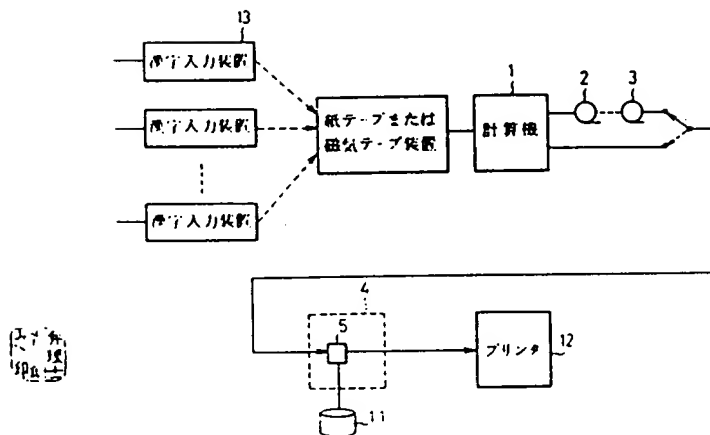 13
漢字入力装置
漢字入力装置
漢字入力装置
紙テープまたは
磁気テープ装置
1
計算機
2
3
4
5
11
プリンタ
12